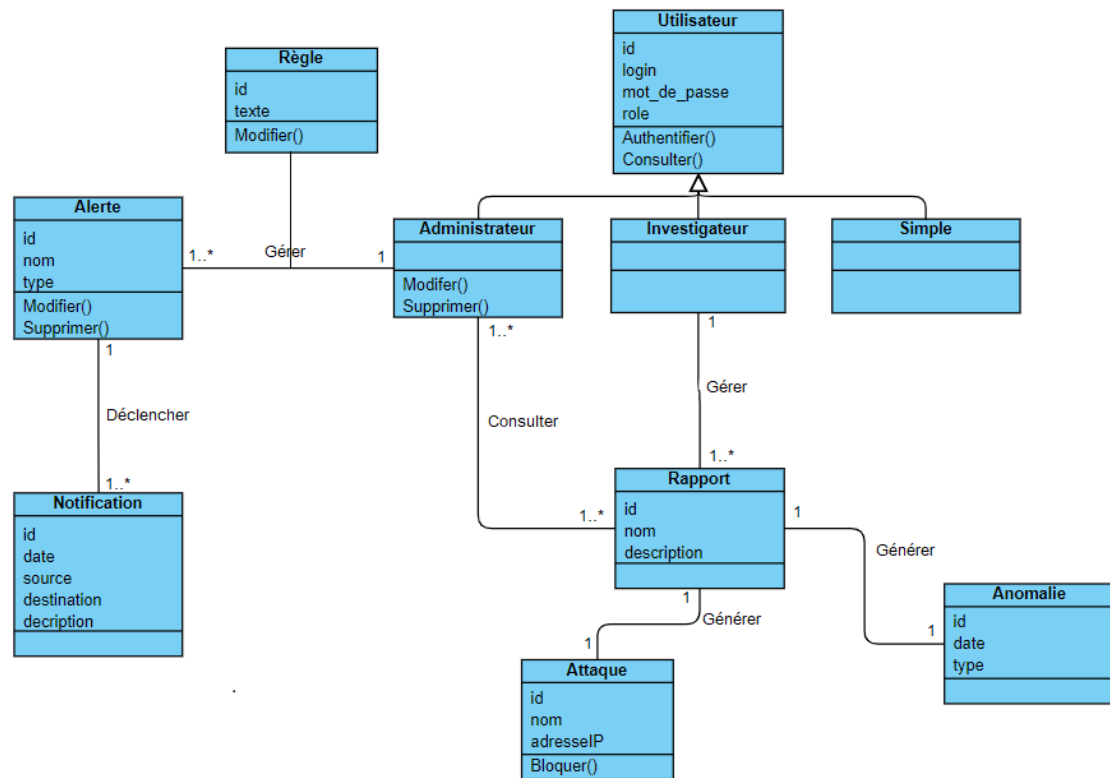 Utilisateur
id
login
mot_de_passe
role
Authentifier()
Consulter()
Règle
id
texte
Modifier()
Alerte
id
nom
type
Modifier()
Supprimer()
1..*
Gérer
1
Administrateur
Modifer()
Supprimer()
Investigateur
Simple
1
Déclencher
1..*
1..*
Consulter
1..*
1
Gérer
1..*
Notification
id
date
source
destination
decription
Rapport
id
nom
description
1
Générer
1
Anomalie
id
date
type
1
Générer
1
Attaque
id
nom
adresseIP
Bloquer()